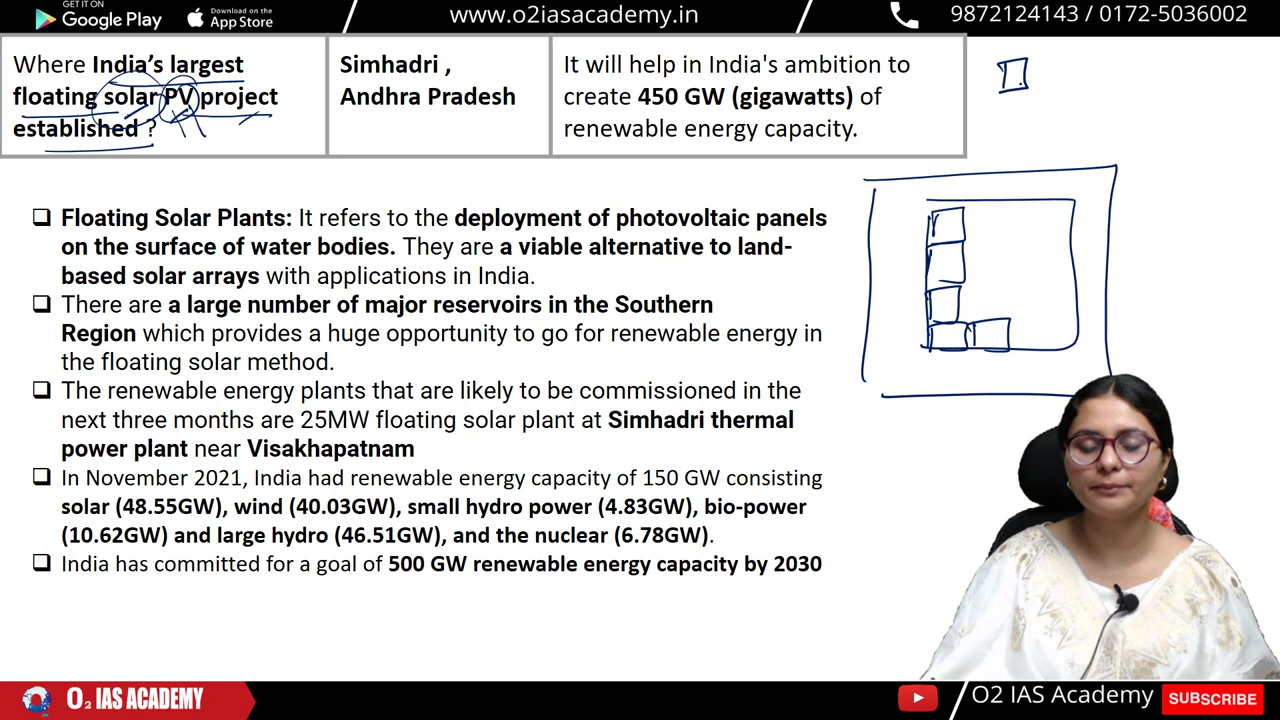 GET IT ON
Google Play
Download on the
App Store
www.o2iasacademy.in
9872124143 / 0172-5036002
Where India's largest
floating solar PV project
established ?
Simhadri ,
Andhra Pradesh
It will help in India's ambition to
create 450 GW (gigawatts) of
renewable energy capacity.
❑ Floating Solar Plants: It refers to the deployment of photovoltaic panels
on the surface of water bodies. They are a viable alternative to land-
based solar arrays with applications in India.
❑ There are a large number of major reservoirs in the Southern
Region which provides a huge opportunity to go for renewable energy in
the floating solar method.
❑ The renewable energy plants that are likely to be commissioned in the
next three months are 25MW floating solar plant at Simhadri thermal
power plant near Visakhapatnam
❑ In November 2021, India had renewable energy capacity of 150 GW consisting
solar (48.55GW), wind (40.03GW), small hydro power (4.83GW), bio-power
(10.62GW) and large hydro (46.51GW), and the nuclear (6.78GW).
❑ India has committed for a goal of 500 GW renewable energy capacity by 2030
O₂ IAS ACADEMY
O2 IAS Academy
SUBSCRIBE